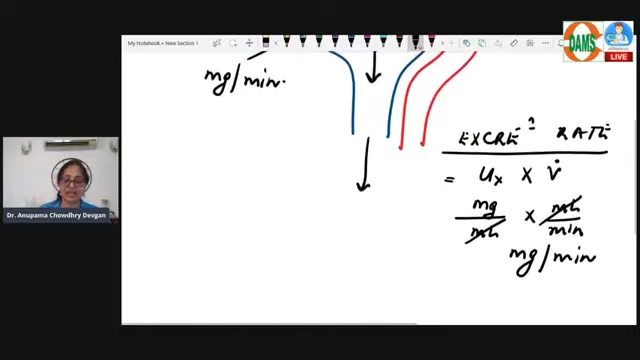 My Notebook • New Section 1
DAMS
LIVE
mg/min.
EXCREⁿ RATE
= Ux x V̇
mg/ml x ml/min
mg/min
Dr. Anupama Chowdhry Devgan